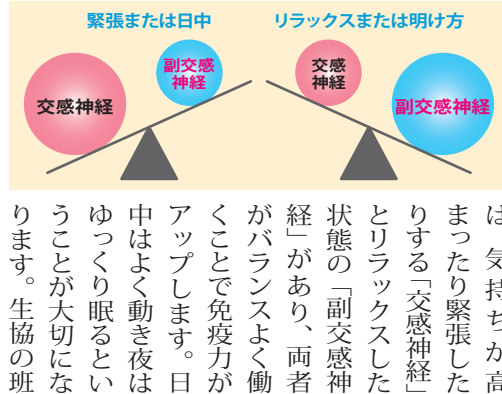 緊張または日中
リラックスまたは明け方
交感神経
副交感
神経
交感
神経
副交感神経
は、気持ちが高
まったり緊張した
りする「交感神経」
とリラックスした
状態の「副交感神
経」があり、両者
がバランスよく働
くことで免疫力が
アップします。日
中はよく動き夜は
ゆっくり眠るとい
うことが大切にな
ります。生協の班